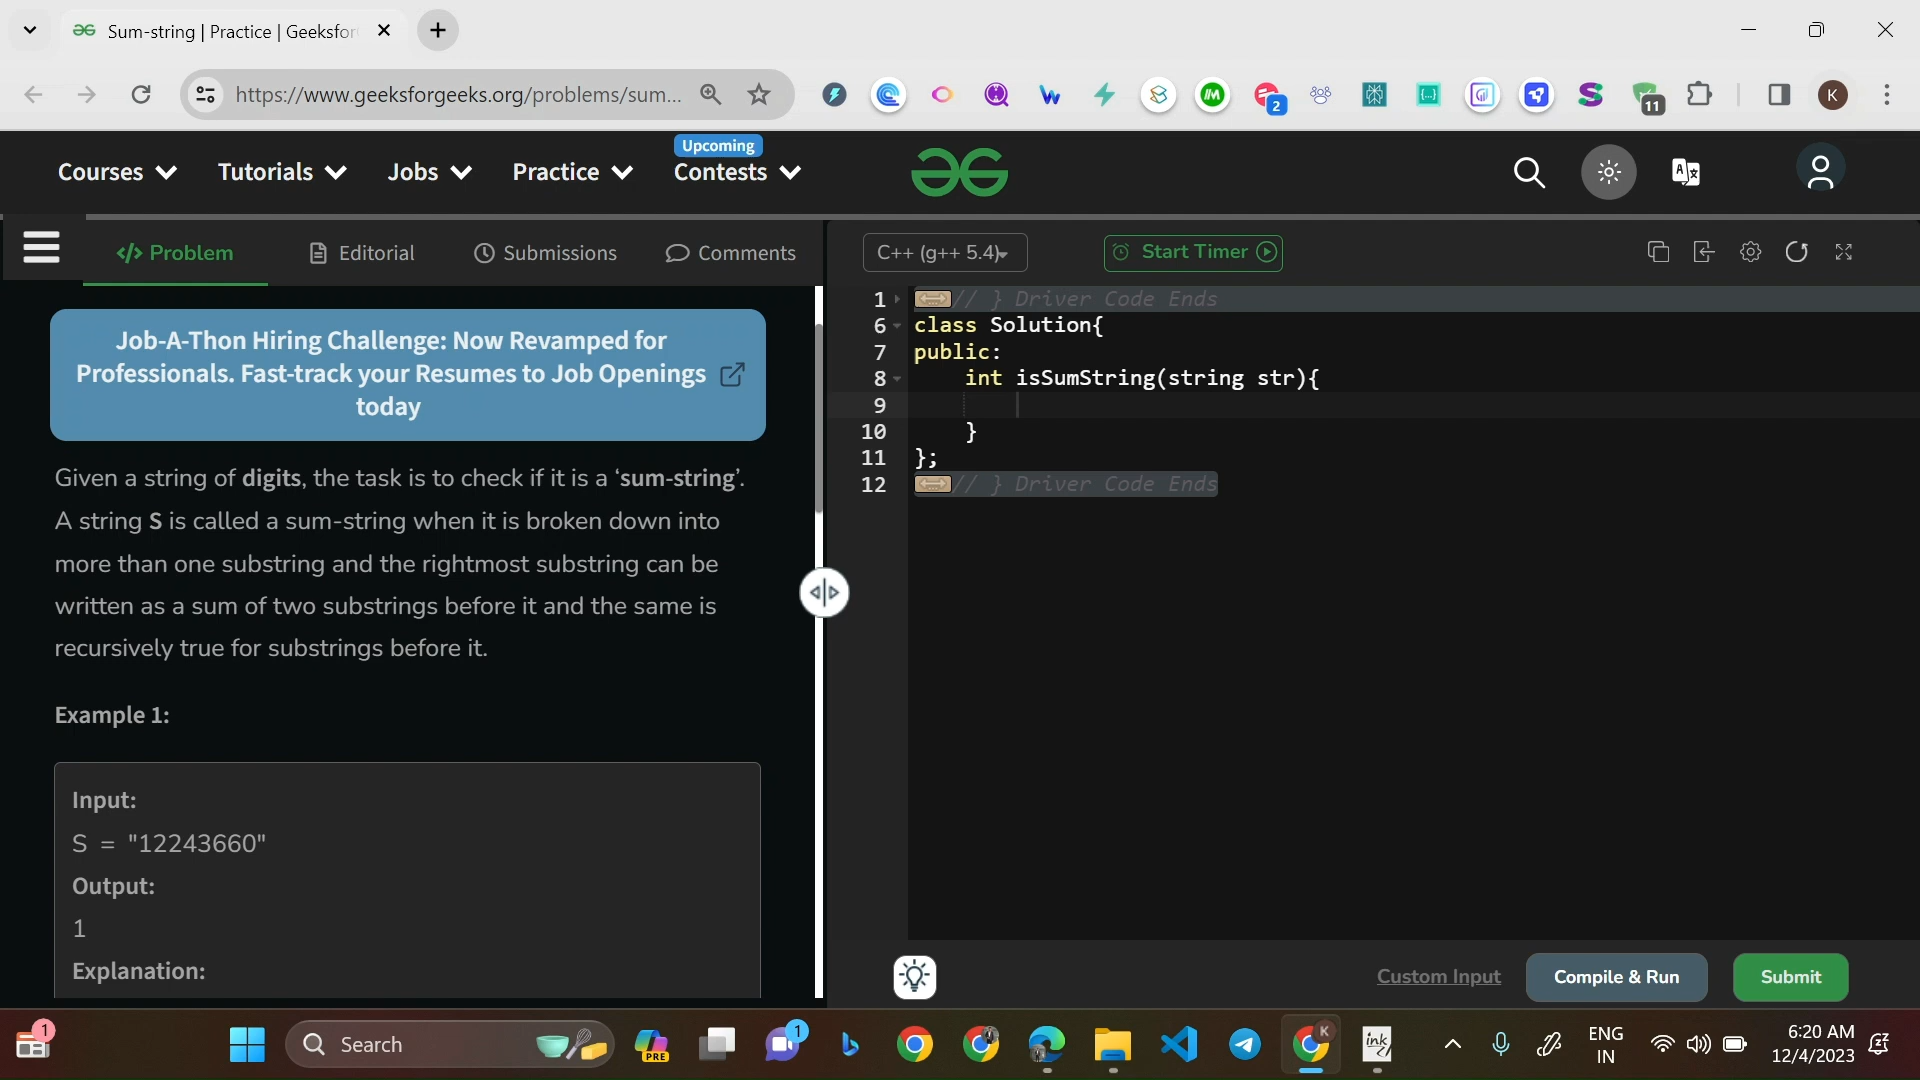 Sum-string | Practice | Geeksfor
https://www.geeksforgeeks.org/problems/sum...
2
11
K
Upcoming
Courses Tutorials Jobs Practice Contests
Problem Editorial Submissions Comments
C++ (g++ 5.4)
Start Timer
Job-A-Thon Hiring Challenge: Now Revamped for
Professionals. Fast-track your Resumes to Job Openings
today
Given a string of digits, the task is to check if it is a ‘sum-string’.
A string S is called a sum-string when it is broken down into
more than one substring and the rightmost substring can be
written as a sum of two substrings before it and the same is
recursively true for substrings before it.
Example 1:
Input:
S = "12243660"
Output:
1
Explanation:
1 // } Driver Code Ends
6 class Solution{
7 public:
8 int isSumString(string str){
9
10 }
11 };
12 // } Driver Code Ends
Custom Input
Compile & Run
Submit
1
Search
PRE
1
K
ink
ENG
IN
6:20 AM
12/4/2023